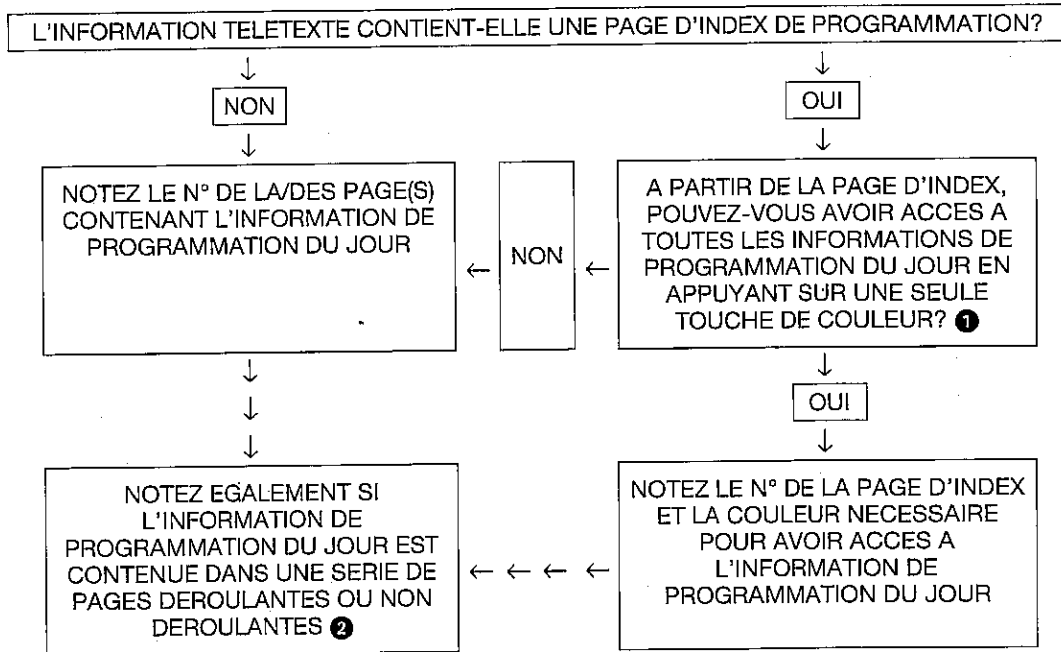 L'INFORMATION TELETEXTE CONTIENT-ELLE UNE PAGE D'INDEX DE PROGRAMMATION?
↓ ↓
NON
OUI
↓ ↓
NOTEZ LE N° DE LA/DES PAGE(S)
CONTENANT L'INFORMATION DE
PROGRAMMATION DU JOUR
← NON ←
A PARTIR DE LA PAGE D'INDEX,
POUVEZ-VOUS AVOIR ACCES A
TOUTES LES INFORMATIONS DE
PROGRAMMATION DU JOUR EN
APPUYANT SUR UNE SEULE
TOUCHE DE COULEUR? ❶
↓
↓
↓
↓
OUI
↓
NOTEZ EGALEMENT SI
L'INFORMATION DE
PROGRAMMATION DU JOUR EST
CONTENUE DANS UNE SERIE DE
PAGES DEROULANTES OU NON
DEROULANTES ❷
← ← ← ←
NOTEZ LE N° DE LA PAGE D'INDEX
ET LA COULEUR NECESSAIRE
POUR AVOIR ACCES A
L'INFORMATION DE
PROGRAMMATION DU JOUR